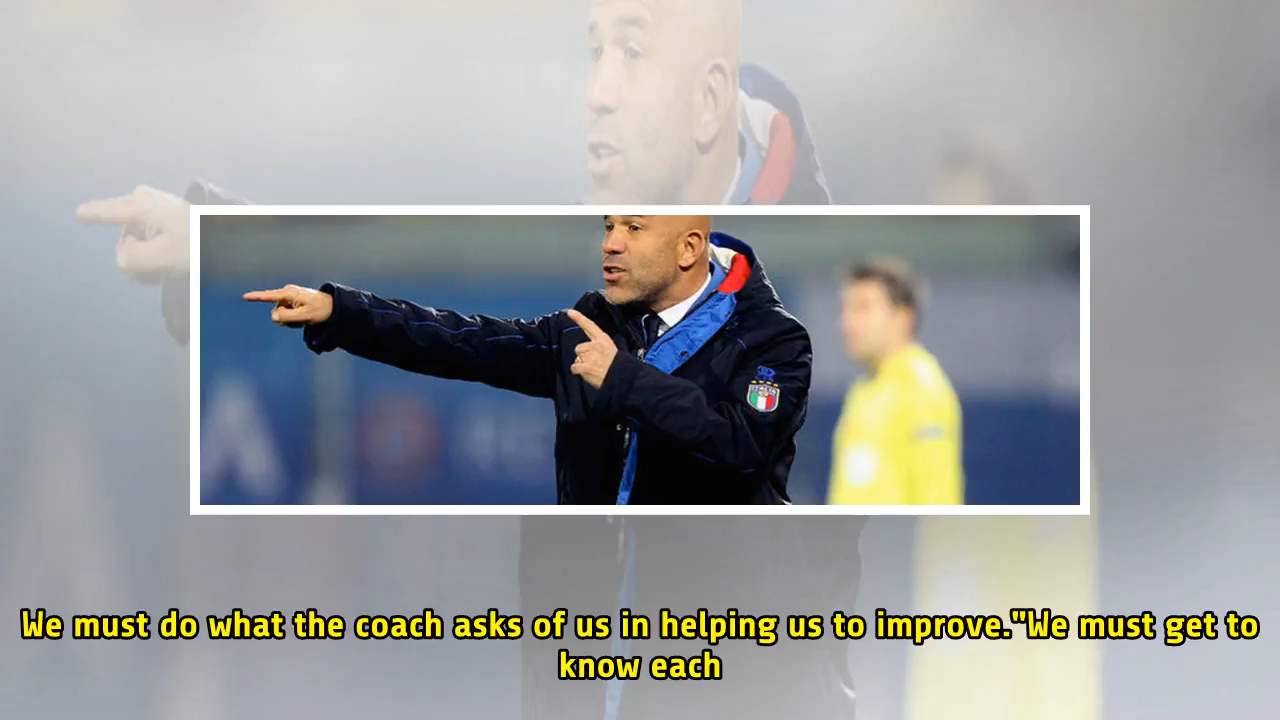 We must do what the coach asks of us in helping us to improve."We must get to
know each